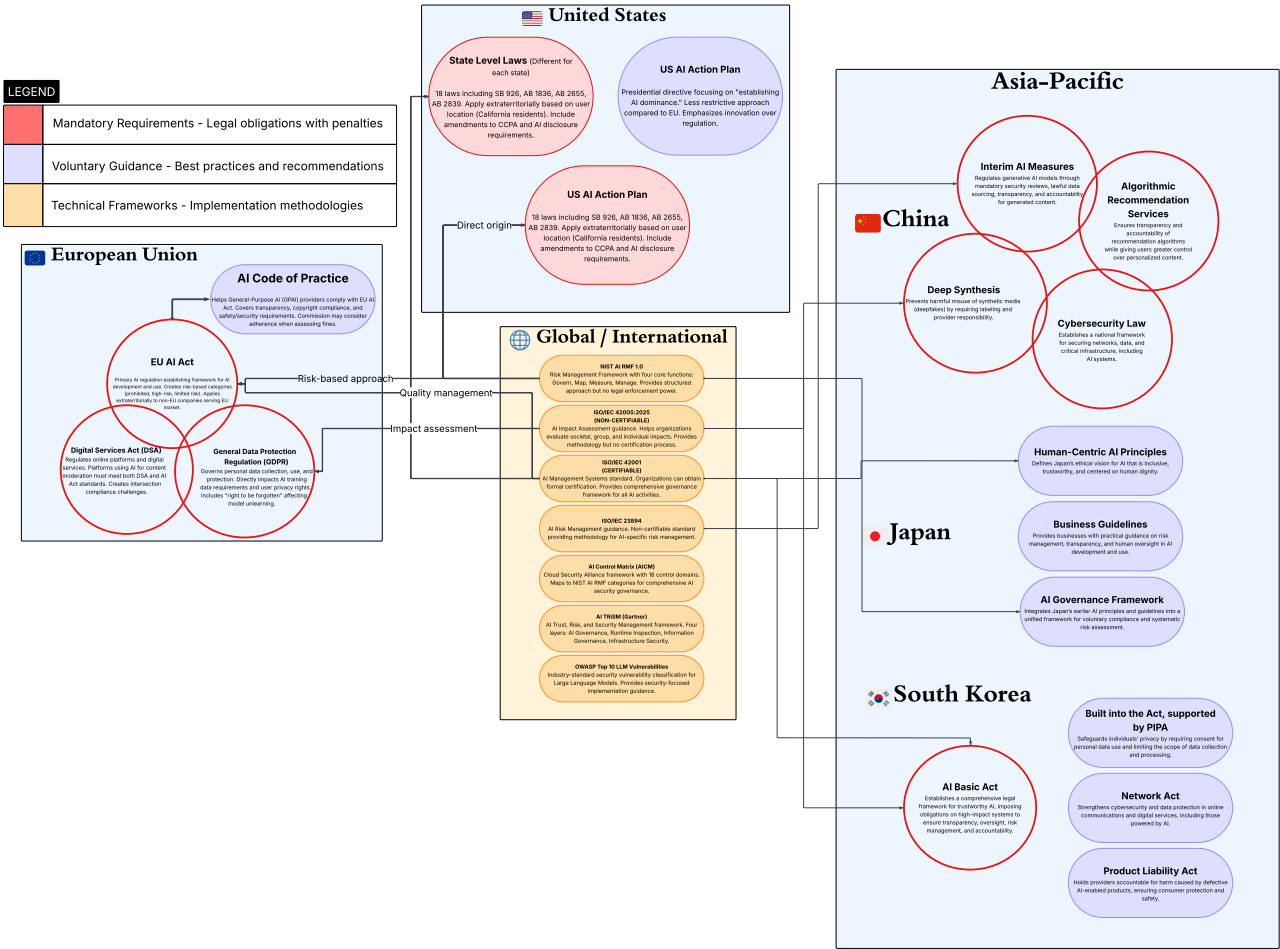 LEGEND
Mandatory Requirements - Legal obligations with penalties
Voluntary Guidance - Best practices and recommendations
Technical Frameworks - Implementation methodologies
European Union
AI Code of Practice
Helps General-Purpose AI (GPAI) providers comply with EU AI
Act. Covers transparency, copyright compliance, and
safety/security requirements. Commission may consider
adherence when assessing fines.
EU AI Act
Primary AI regulation establishing framework for AI
development and use. Creates risk-based categories
(prohibited, high-risk, limited risk). Applies
extraterritorially to non-EU companies serving EU
market.
Digital Services Act (DSA)
Regulates online platforms and digital
services. Platforms using AI for content
moderation must meet both DSA and AI
Act standards. Creates intersection
compliance challenges.
General Data Protection
Regulation (GDPR)
Governs personal data collection, use, and
protection. Directly impacts AI training
data requirements and user privacy rights.
Includes "right to be forgotten" affecting
model unlearning.
United States
State Level Laws (Different for
each state)
18 laws including SB 926, AB 1836, AB 2655,
AB 2839. Apply extraterritorially based on user
location (California residents). Include
amendments to CCPA and AI disclosure
requirements.
US AI Action Plan
Presidential directive focusing on "establishing
AI dominance." Less restrictive approach
compared to EU. Emphasizes innovation over
regulation.
US AI Action Plan
18 laws including SB 926, AB 1836, AB 2655,
AB 2839. Apply extraterritorially based on user
location (California residents). Include
amendments to CCPA and AI disclosure
requirements.
Direct origin
Risk-based approach
Quality management
Impact assessment
Global / International
NIST AI RMF 1.0
Risk Management Framework with four core functions:
Govern, Map, Measure, Manage. Provides structured
approach but no legal enforcement power.
ISO/IEC 42005:2025
(NON-CERTIFIABLE)
AI Impact Assessment guidance. Helps organizations
evaluate societal, group, and individual impacts. Provides
methodology but no certification process.
ISO/IEC 42001
(CERTIFIABLE)
AI Management Systems standard. Organizations can obtain
formal certification. Provides comprehensive governance
framework for all AI activities.
ISO/IEC 23894
AI Risk Management guidance. Non-certifiable standard
providing methodology for AI-specific risk management.
AI Control Matrix (AICM)
Cloud Security Alliance framework with 18 control domains.
Maps to NIST AI RMF categories for comprehensive AI
security governance.
AI TRiSM (Gartner)
AI Trust, Risk, and Security Management framework. Four
layers: AI Governance, Runtime Inspection, Information
Governance, Infrastructure Security.
OWASP Top 10 LLM Vulnerabilities
Industry-standard security vulnerability classification for
Large Language Models. Provides security-focused
implementation guidance.
Asia-Pacific
China
Interim AI Measures
Regulates generative AI models through
mandatory security reviews, lawful data
sourcing, transparency, and accountability
for generated content.
Algorithmic
Recommendation
Services
Ensures transparency and
accountability of
recommendation algorithms
while giving users greater control
over personalized content.
Deep Synthesis
Prevents harmful misuse of synthetic media
(deepfakes) by requiring labeling and
provider responsibility.
Cybersecurity Law
Establishes a national framework
for securing networks, data, and
critical infrastructure, including
AI systems.
Japan
Human-Centric AI Principles
Defines Japan's ethical vision for AI that is inclusive,
trustworthy, and centered on human dignity.
Business Guidelines
Provides businesses with practical guidance on risk
management, transparency, and human oversight in AI
development and use.
AI Governance Framework
Integrates Japan's earlier AI principles and guidelines into a
unified framework for voluntary compliance and systematic
risk assessment.
South Korea
AI Basic Act
Establishes a comprehensive legal
framework for trustworthy AI, imposing
obligations on high-impact systems to
ensure transparency, oversight, risk
management, and accountability.
Built into the Act, supported
by PIPA
Safeguards individuals' privacy by requiring consent for
personal data use and limiting the scope of data collection
and processing.
Network Act
Strengthens cybersecurity and data protection in online
communications and digital services, including those
powered by AI.
Product Liability Act
Holds providers accountable for harm caused by defective
AI-enabled products, ensuring consumer protection and
safety.